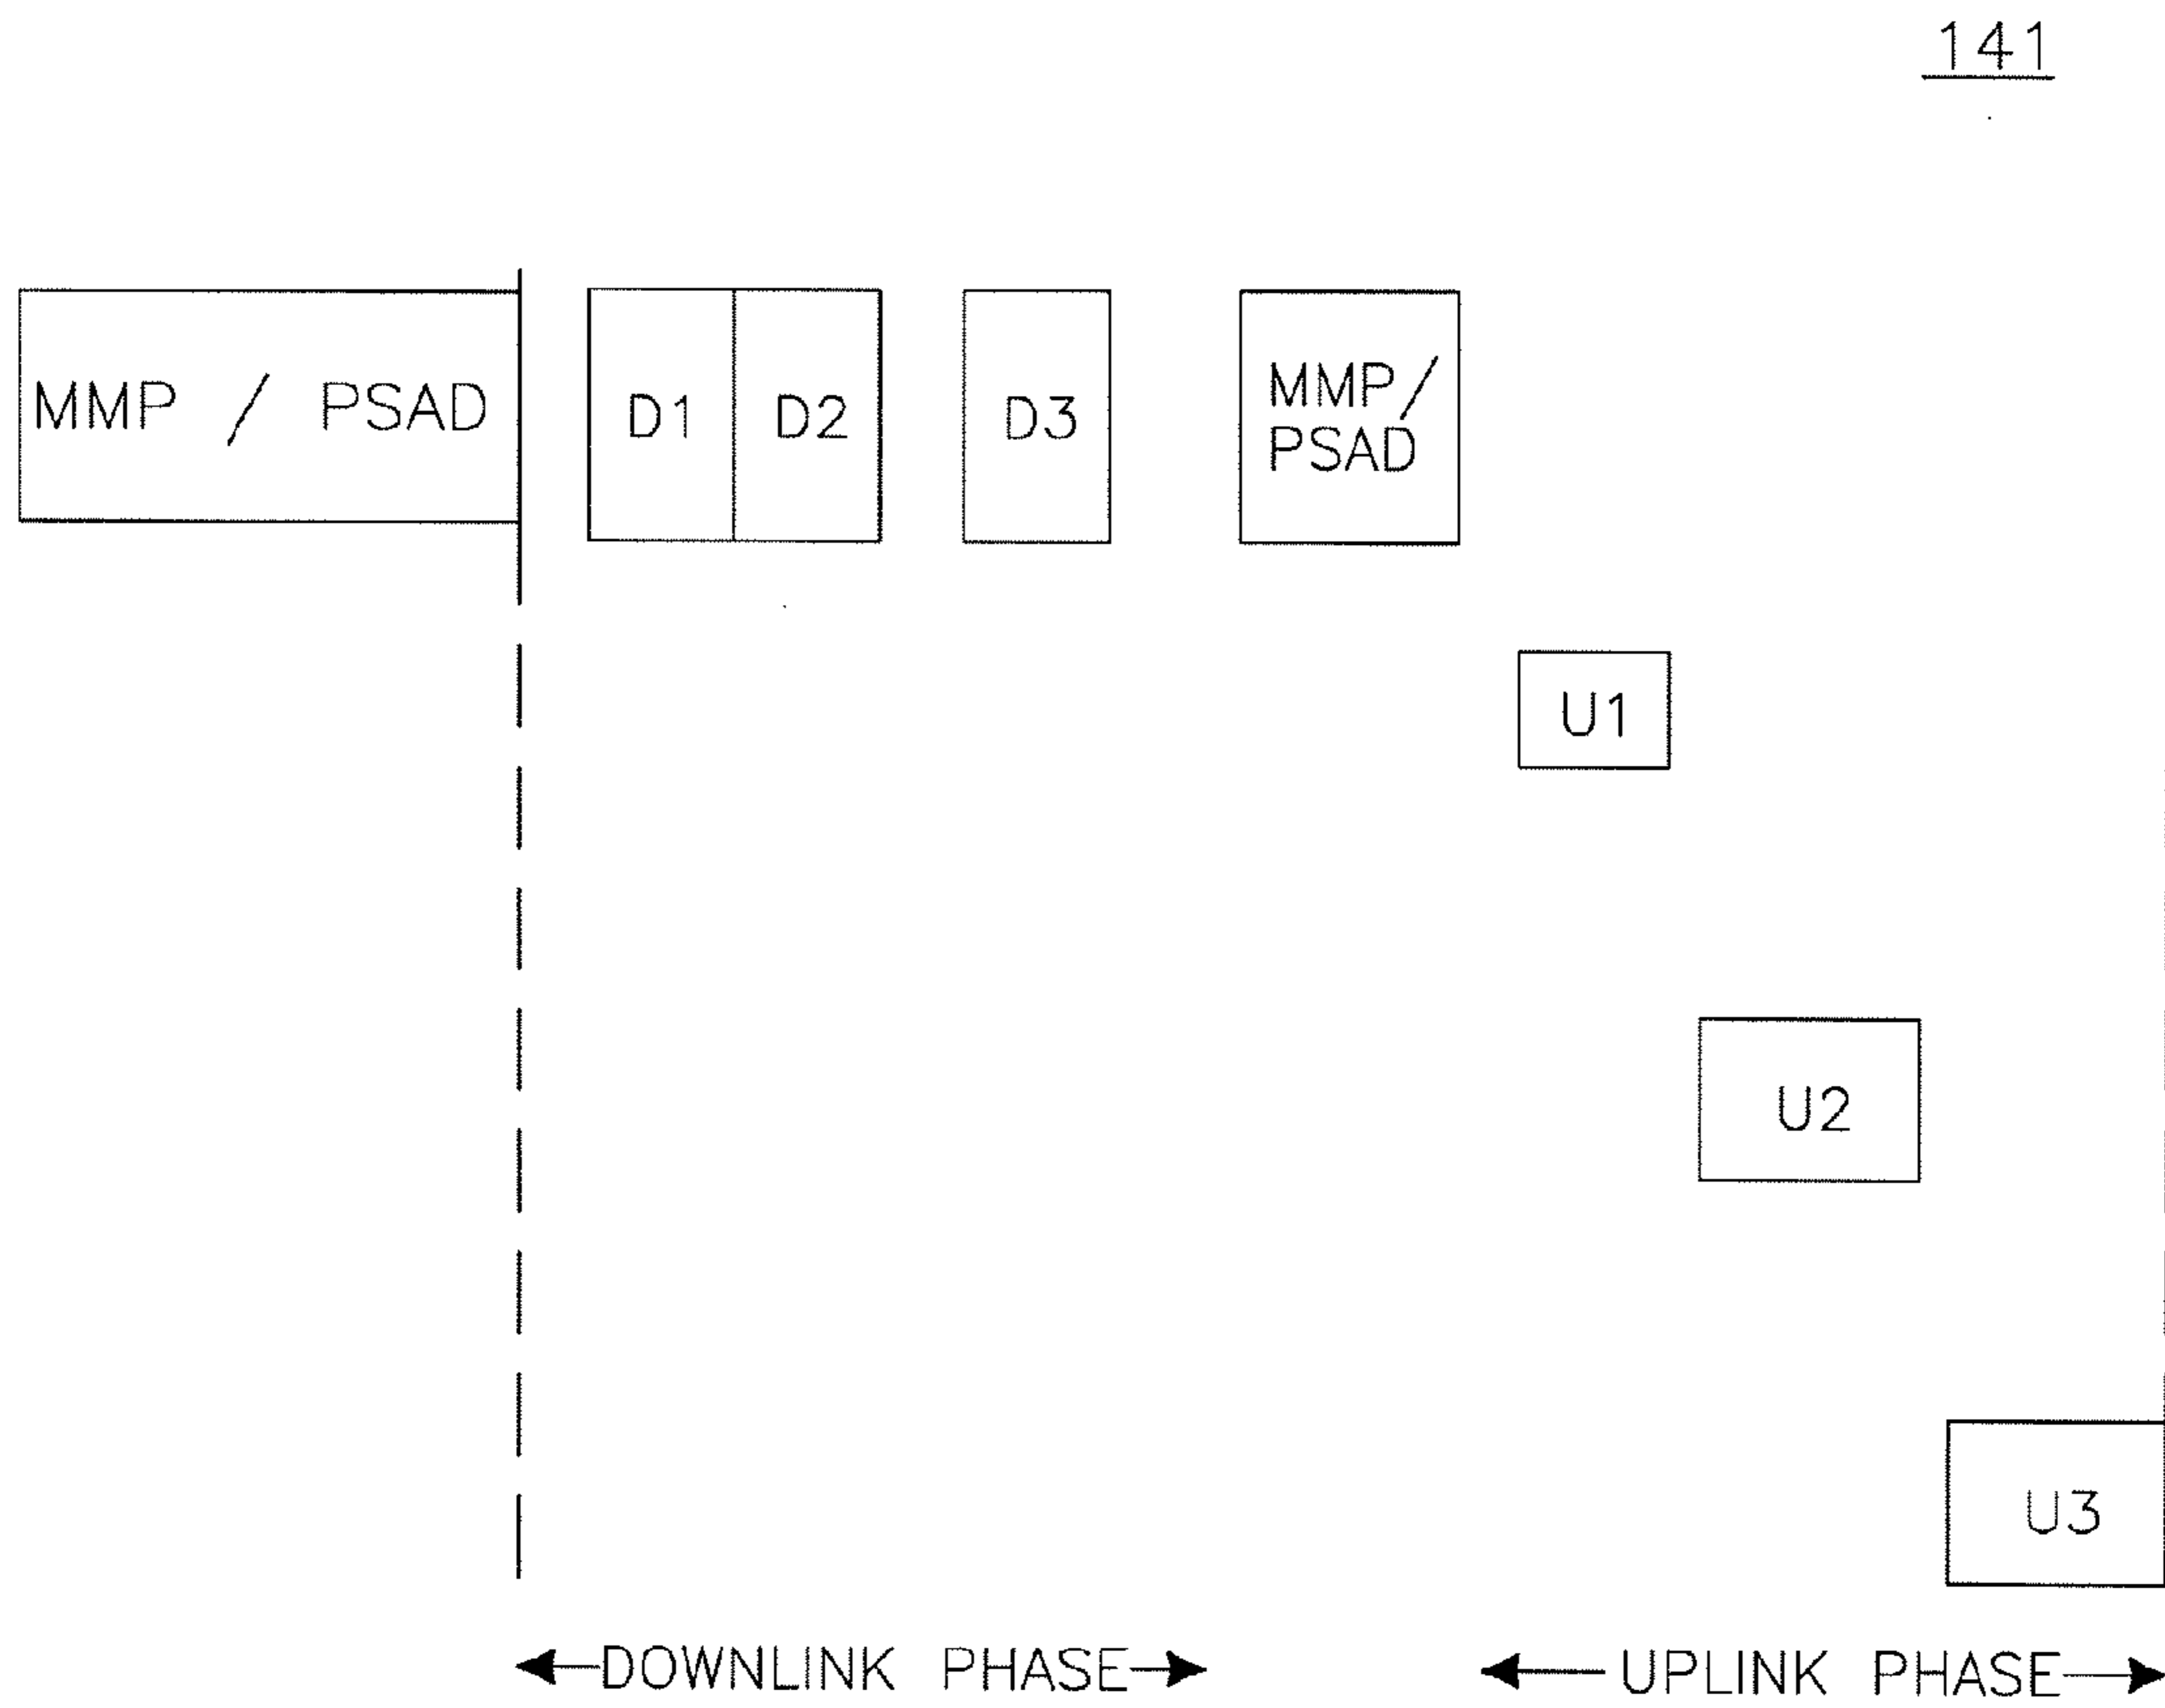 141
MMP / PSAD
D1
D2
D3
MMP/
PSAD
U1
U2
U3
DOWNLINK PHASE
UPLINK PHASE